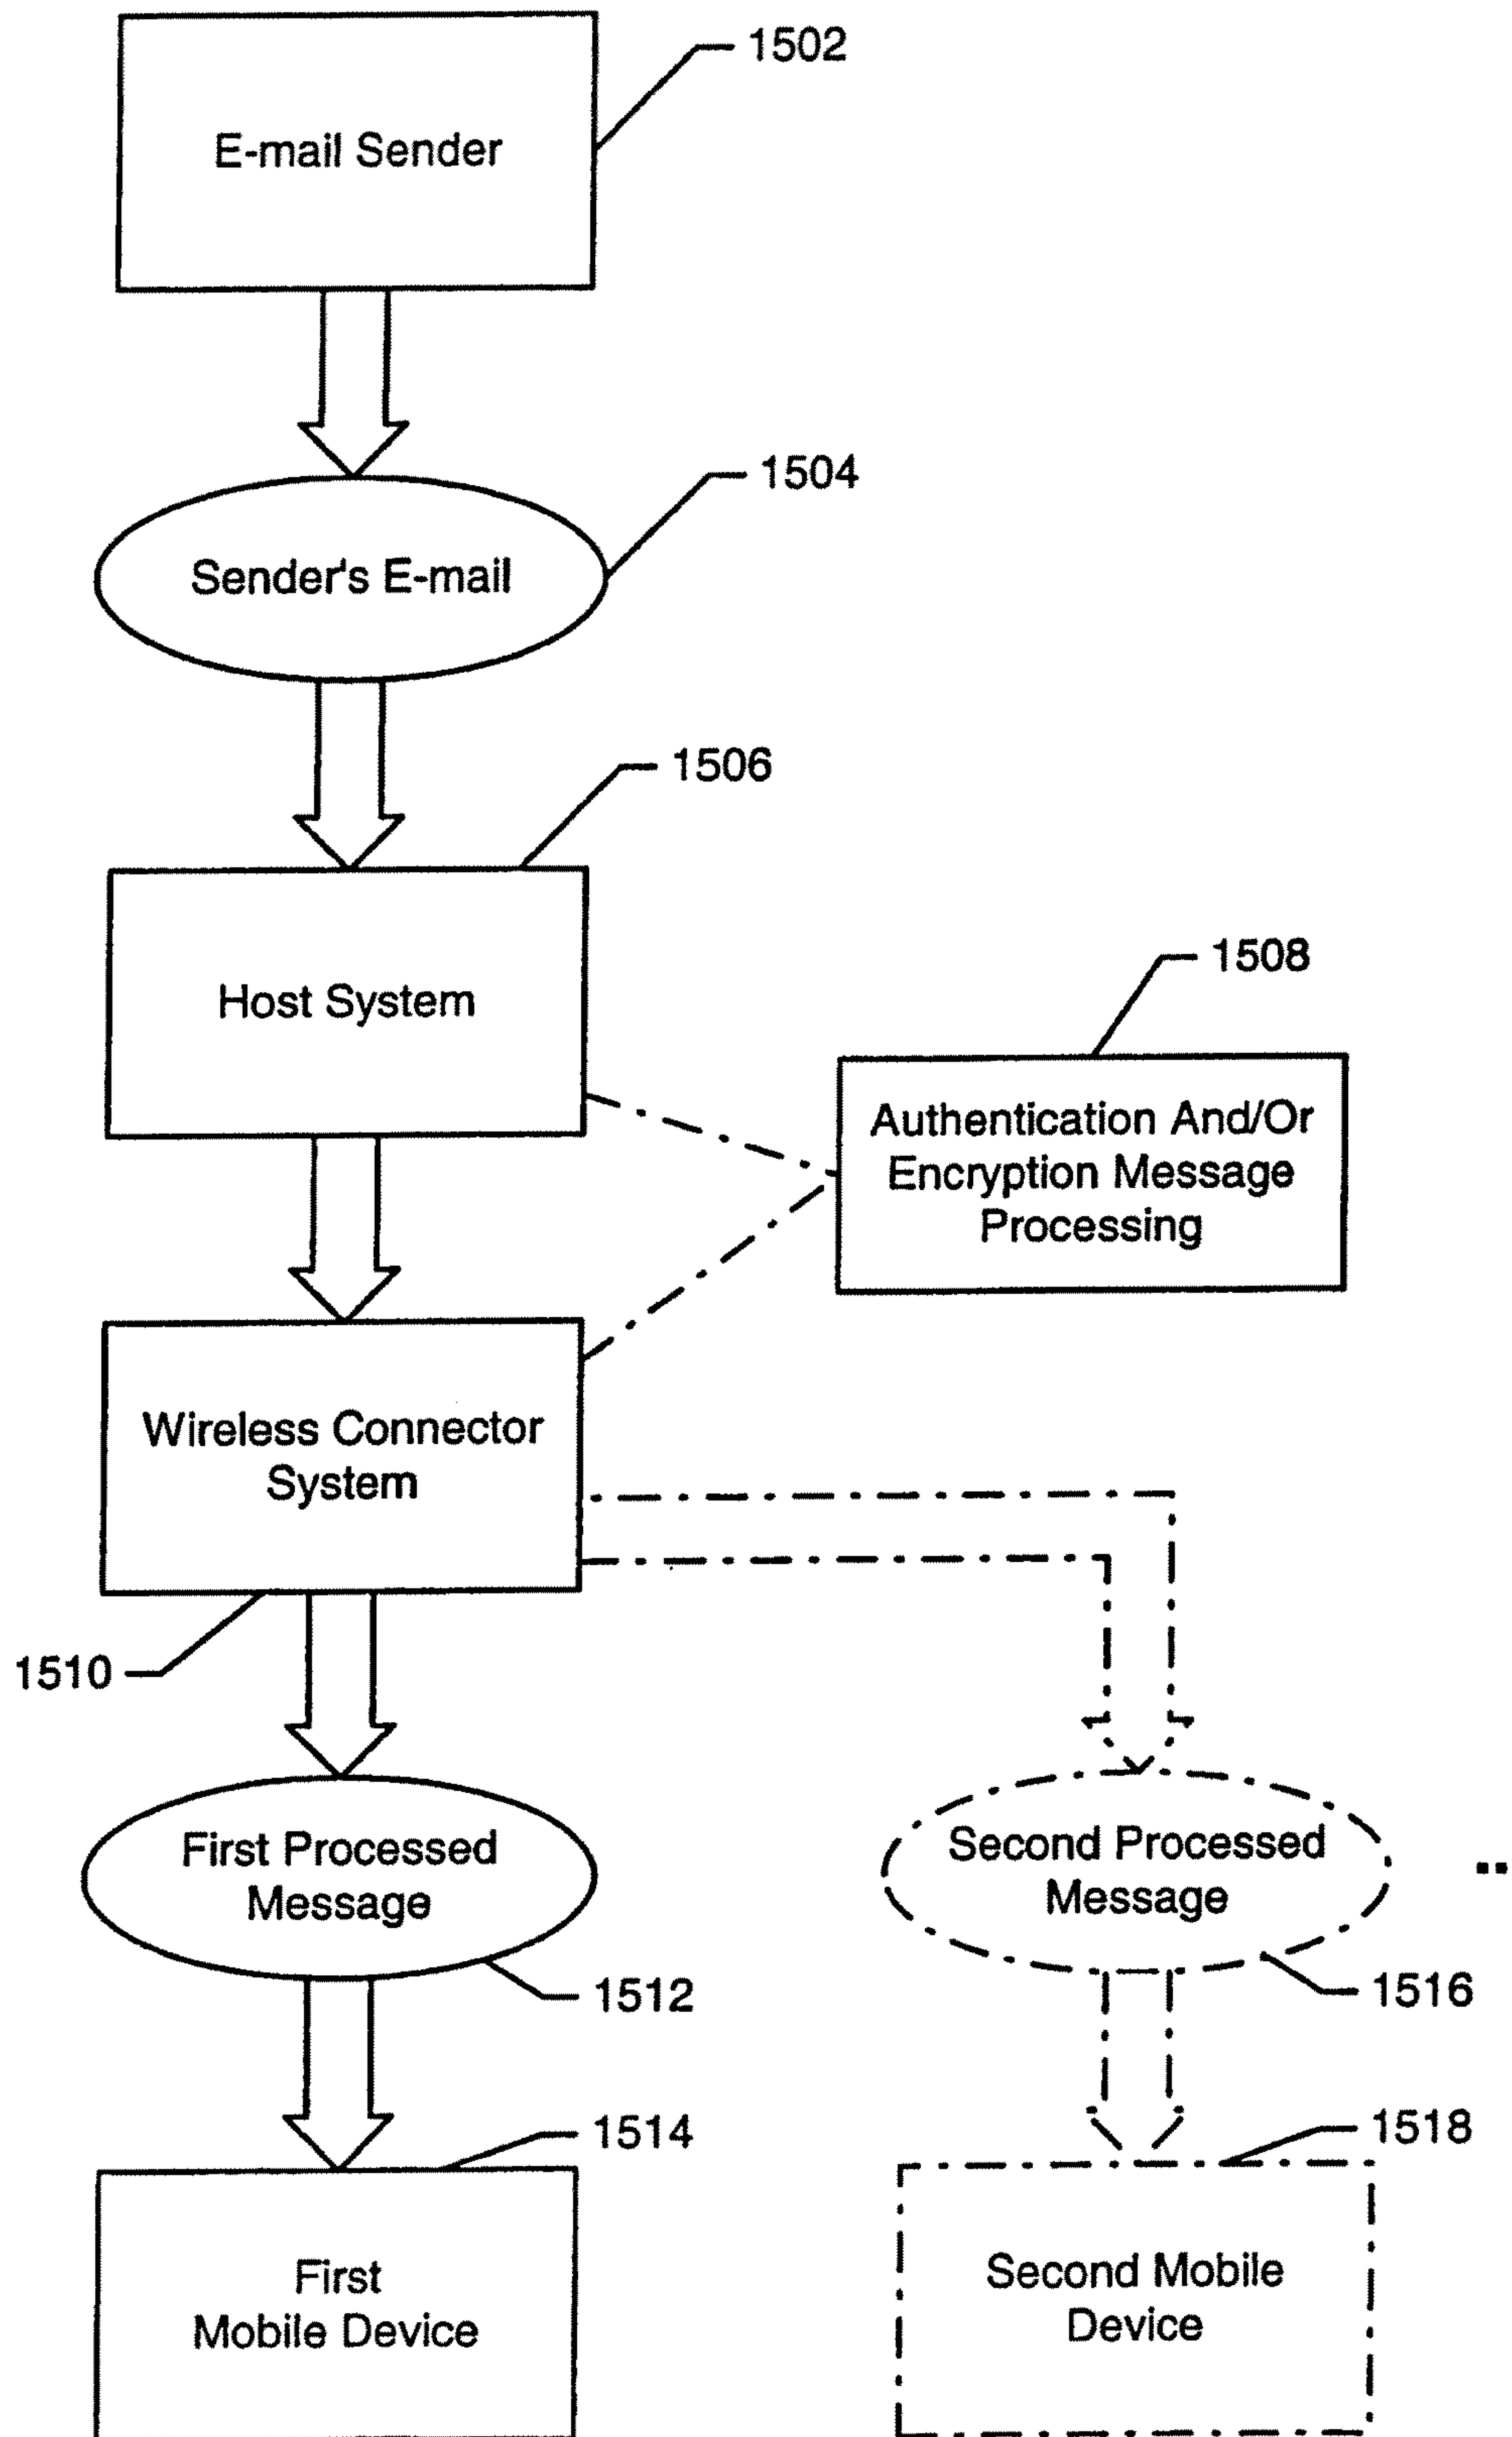 1502
E-mail Sender
1504
Sender's E-mail
1506
Host System
1508
Authentication And/Or
Encryption Message
Processing
Wireless Connector
System
1510
First Processed
Message
Second Processed
Message
1512
1516
1514
1518
First
Mobile Device
Second Mobile
Device